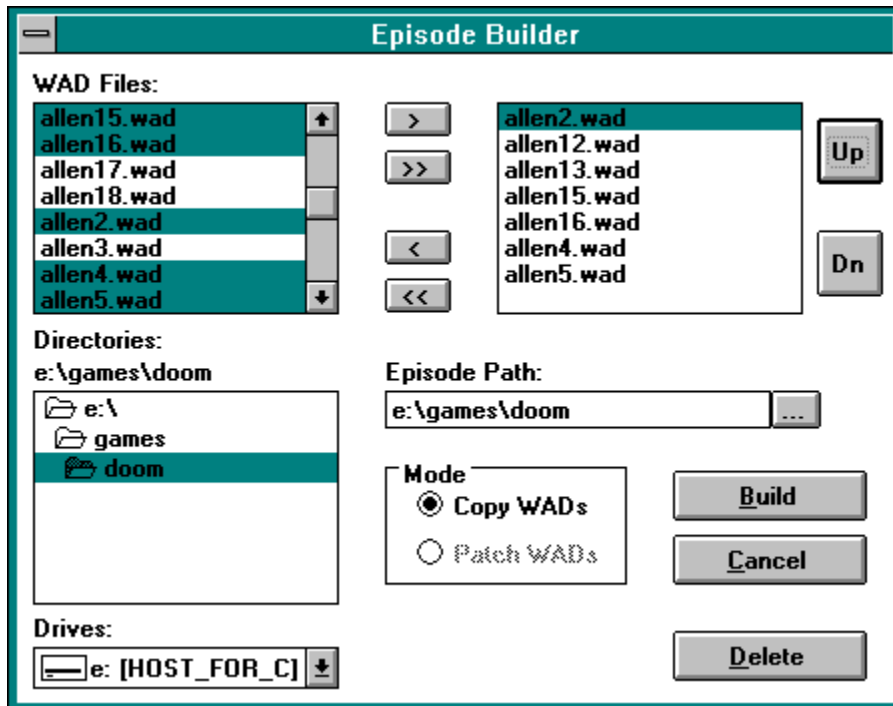 Episode Builder
WAD Files:
allen15.wad
allen16.wad
allen17.wad
allen18.wad
allen2.wad
allen3.wad
allen4.wad
allen5.wad
>
>>
<
<<
allen2.wad
allen12.wad
allen13.wad
allen15.wad
allen16.wad
allen4.wad
allen5.wad
Up
Dn
Directories:
e:\games\doom
e:\
games
doom
Episode Path:
e:\games\doom
...
Mode
Copy WADs
Patch WADs
Build
Cancel
Delete
Drives:
e: [HOST_FOR_C]